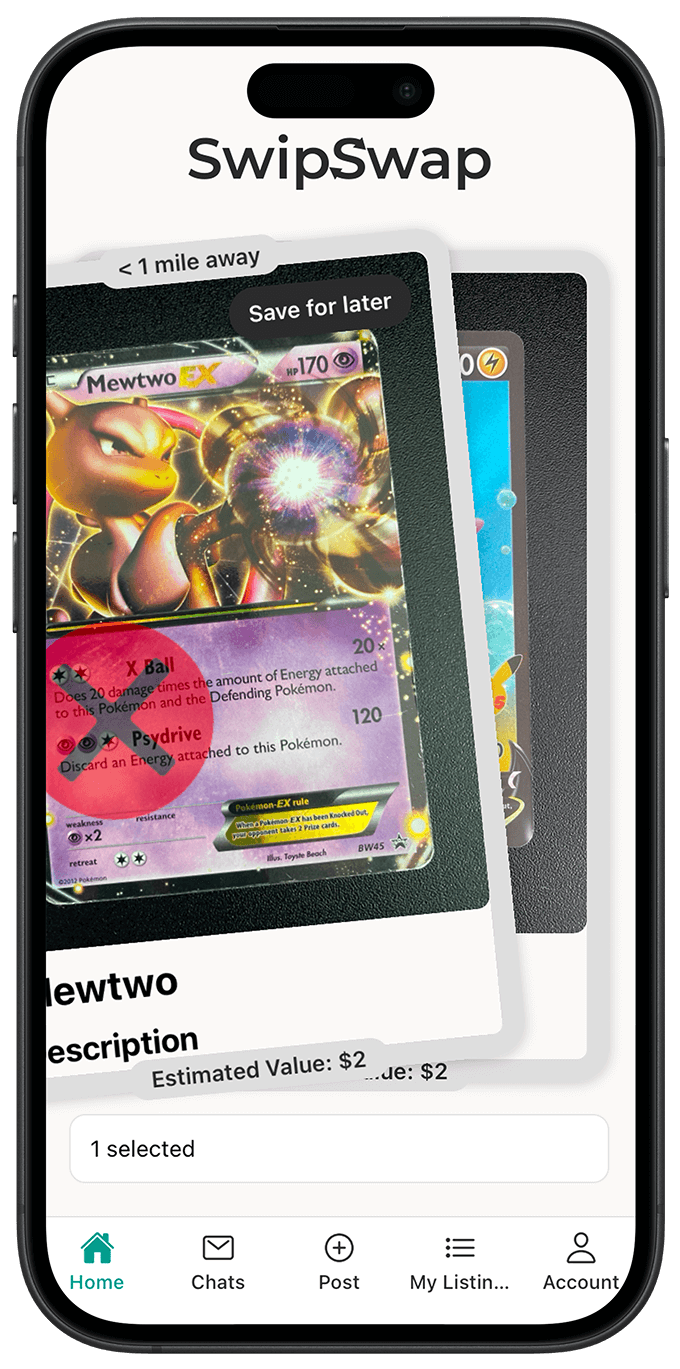 SwipSwap
< 1 mile away
Save for later
Mewtwo EX
HP170
0
X Ball
20×
Does 20 damage times the amount of Energy attached
to this Pokémon and the Defending Pokémon.
Psydrive
120
Discard an Energy attached to this Pokémon.
weakness
resistance
×2
retreat
Pokémon-EX rule
When a Pokémon-EX has been Knocked Out,
your opponent takes 2 Prize cards.
Illus. Toyste Beach
BW45
©2012 Pokémon
ewtwo
escription
Estimated Value: $2
ue: $2
1 selected
Home
Chats
Post
My Listin...
Account